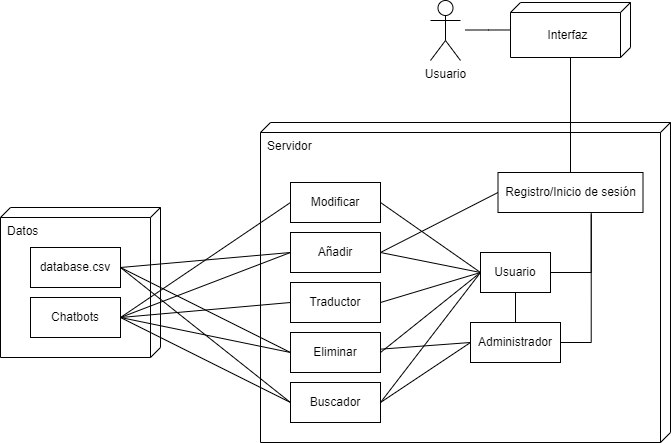 Interfaz
Usuario
Servidor
Modificar
Registro/Inicio de sesión
Datos
Añadir
database.csv
Usuario
Traductor
Chatbots
Eliminar
Administrador
Buscador